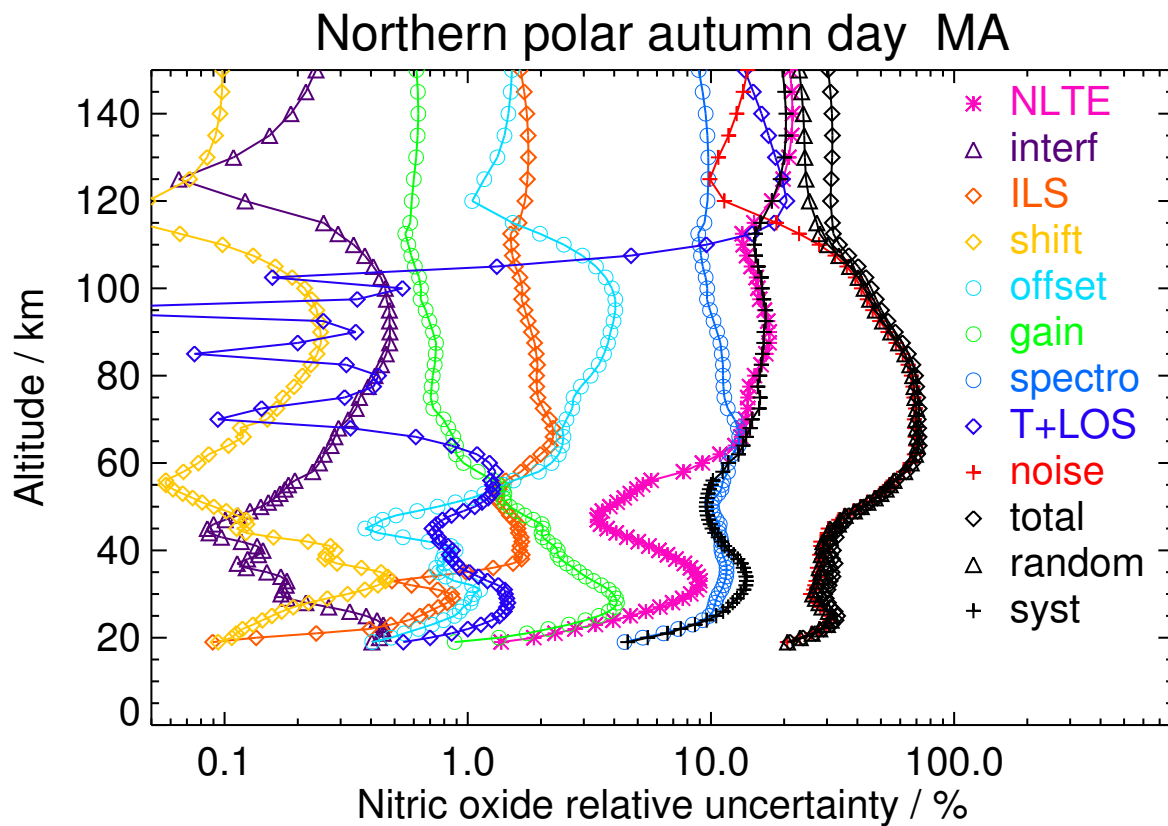 Northern polar autumn day  MA
Altitude / km
140
120
100
80
60
40
20
0
NLTE
interf
ILS
shift
offset
gain
spectro
T+LOS
noise
total
random
syst
0.1
1.0
10.0
100.0
Nitric oxide relative uncertainty / %